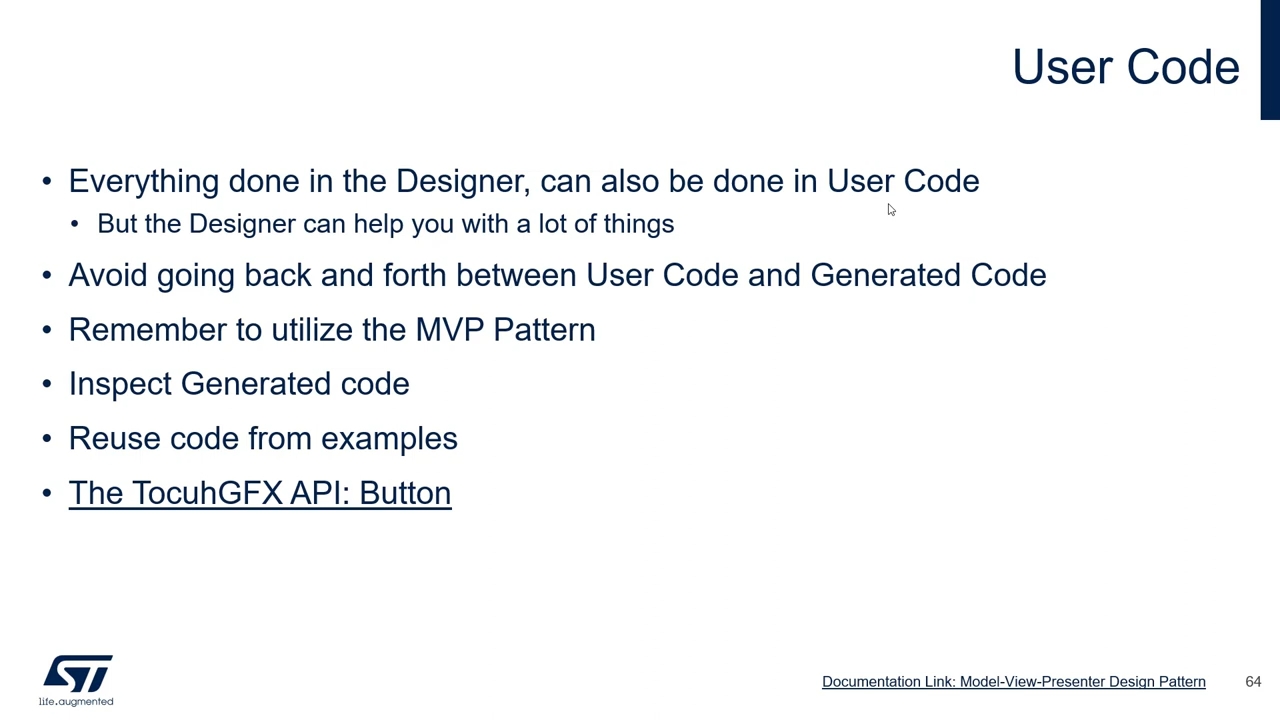 User Code
• Everything done in the Designer, can also be done in User Code
• But the Designer can help you with a lot of things
• Avoid going back and forth between User Code and Generated Code
• Remember to utilize the MVP Pattern
• Inspect Generated code
• Reuse code from examples
• The TocuhGFX API: Button
ST
life.augmented
Documentation Link: Model-View-Presenter Design Pattern
64